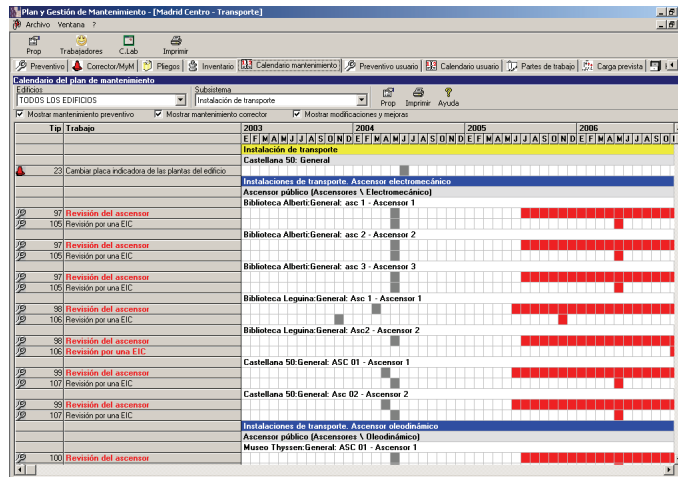 Plan y Gestión de Mantenimiento - [Madrid Centro - Transporte]
Archivo Ventana ?
Prop Trabajadores C.Lab Imprimir
Preventivo Corrector/MyM Pliegos Inventario Calendario mantenimiento Preventivo usuario Calendario usuario Partes de trabajo Carga prevista
Calendario del plan de mantenimiento
Edificios Subsistema
TODOS LOS EDIFICIOS Instalación de transporte Prop Imprimir Ayuda
Mostrar mantenimiento preventivo Mostrar mantenimiento corrector Mostrar modificaciones y mejoras
Tip Trabajo 2003 2004 2005 2006
E F M A M J J A S O N D E F M A M J J A S O N D E F M A M J J A S O N D E F M A M J J A S O
Instalación de transporte
Castellana 50: General
23 Cambiar placa indicadora de las plantas del edificio
Instalaciones de transporte. Ascensor electromecánico
Ascensor público (Ascensores \ Electromecánico)
Biblioteca Alberti:General: asc 1 - Ascensor 1
97 Revisión del ascensor
105 Revisión por una EIC
Biblioteca Alberti:General: asc 2 - Ascensor 2
97 Revisión del ascensor
105 Revisión por una EIC
Biblioteca Alberti:General: asc 3 - Ascensor 3
97 Revisión del ascensor
105 Revisión por una EIC
Biblioteca Leguina:General: Asc 1 - Ascensor 1
98 Revisión del ascensor
106 Revisión por una EIC
Biblioteca Leguina:General: Asc2 - Ascensor 2
98 Revisión del ascensor
106 Revisión por una EIC
Castellana 50:General: ASC 01 - Ascensor 1
99 Revisión del ascensor
107 Revisión por una EIC
Castellana 50:General: Asc 02 - Ascensor 2
99 Revisión del ascensor
107 Revisión por una EIC
Instalaciones de transporte. Ascensor oleodinámico
Ascensor público (Ascensores \ Oleodinámico)
Museo Thyssen:General: ASC 01 - Ascensor 1
100 Revisión del ascensor